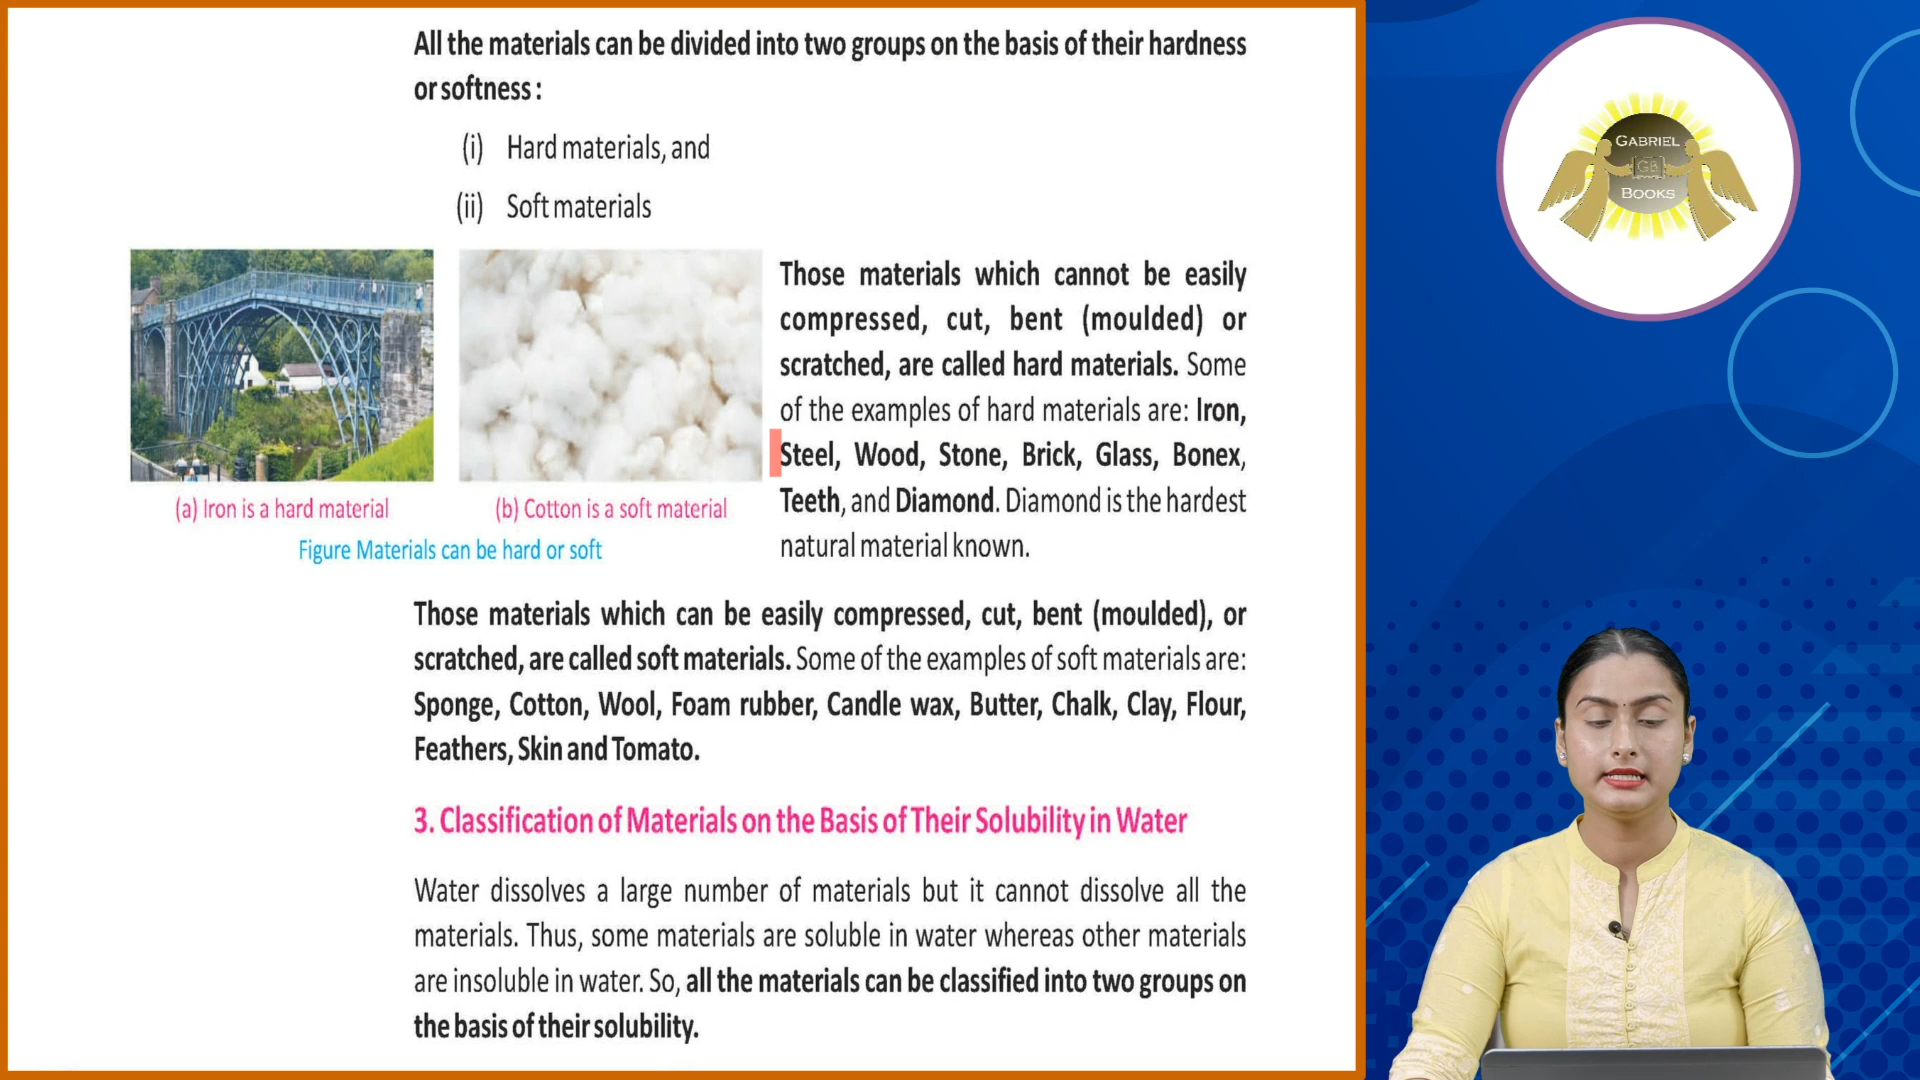 All the materials can be divided into two groups on the basis of their hardness
or softness :
(i) Hard materials, and
(ii) Soft materials
(a) Iron is a hard material
(b) Cotton is a soft material
Figure Materials can be hard or soft
Those materials which cannot be easily
compressed, cut, bent (moulded) or
scratched, are called hard materials. Some
of the examples of hard materials are: Iron,
Steel, Wood, Stone, Brick, Glass, Bonex,
Teeth, and Diamond. Diamond is the hardest
natural material known.
Those materials which can be easily compressed, cut, bent (moulded), or
scratched, are called soft materials. Some of the examples of soft materials are:
Sponge, Cotton, Wool, Foam rubber, Candle wax, Butter, Chalk, Clay, Flour,
Feathers, Skin and Tomato.
3. Classification of Materials on the Basis of Their Solubility in Water
Water dissolves a large number of materials but it cannot dissolve all the
materials. Thus, some materials are soluble in water whereas other materials
are insoluble in water. So, all the materials can be classified into two groups on
the basis of their solubility.
GABRIEL
GB
BOOKS